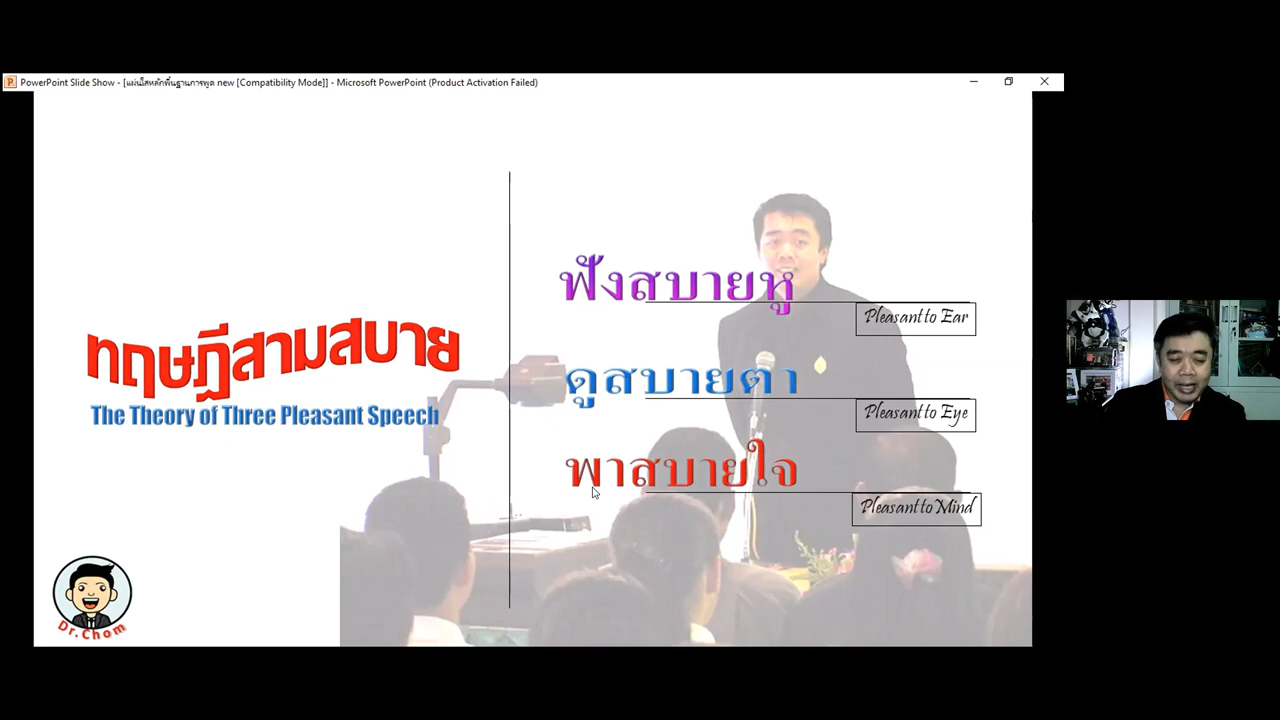 PowerPoint Slide Show - [แผ่นใสหลักพื้นฐานการพูด new [Compatibility Mode]] - Microsoft PowerPoint (Product Activation Failed)
ทฤษฎีสามสบาย
The Theory of Three Pleasant Speech
ฟังสบายหู
Pleasant to Ear
ดูสบายตา
Pleasant to Eye
พาสบายใจ
Pleasant to Mind
Dr.Chom